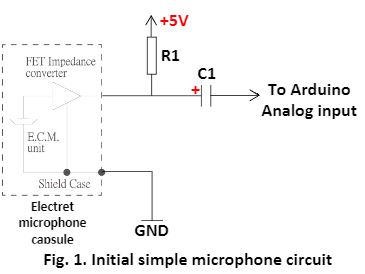 +5V
R1
C1
+
To Arduino
Analog input
FET Impedance
converter
E.C.M.
unit
Shield Case
Electret
microphone
capsule
GND
Fig. 1. Initial simple microphone circuit